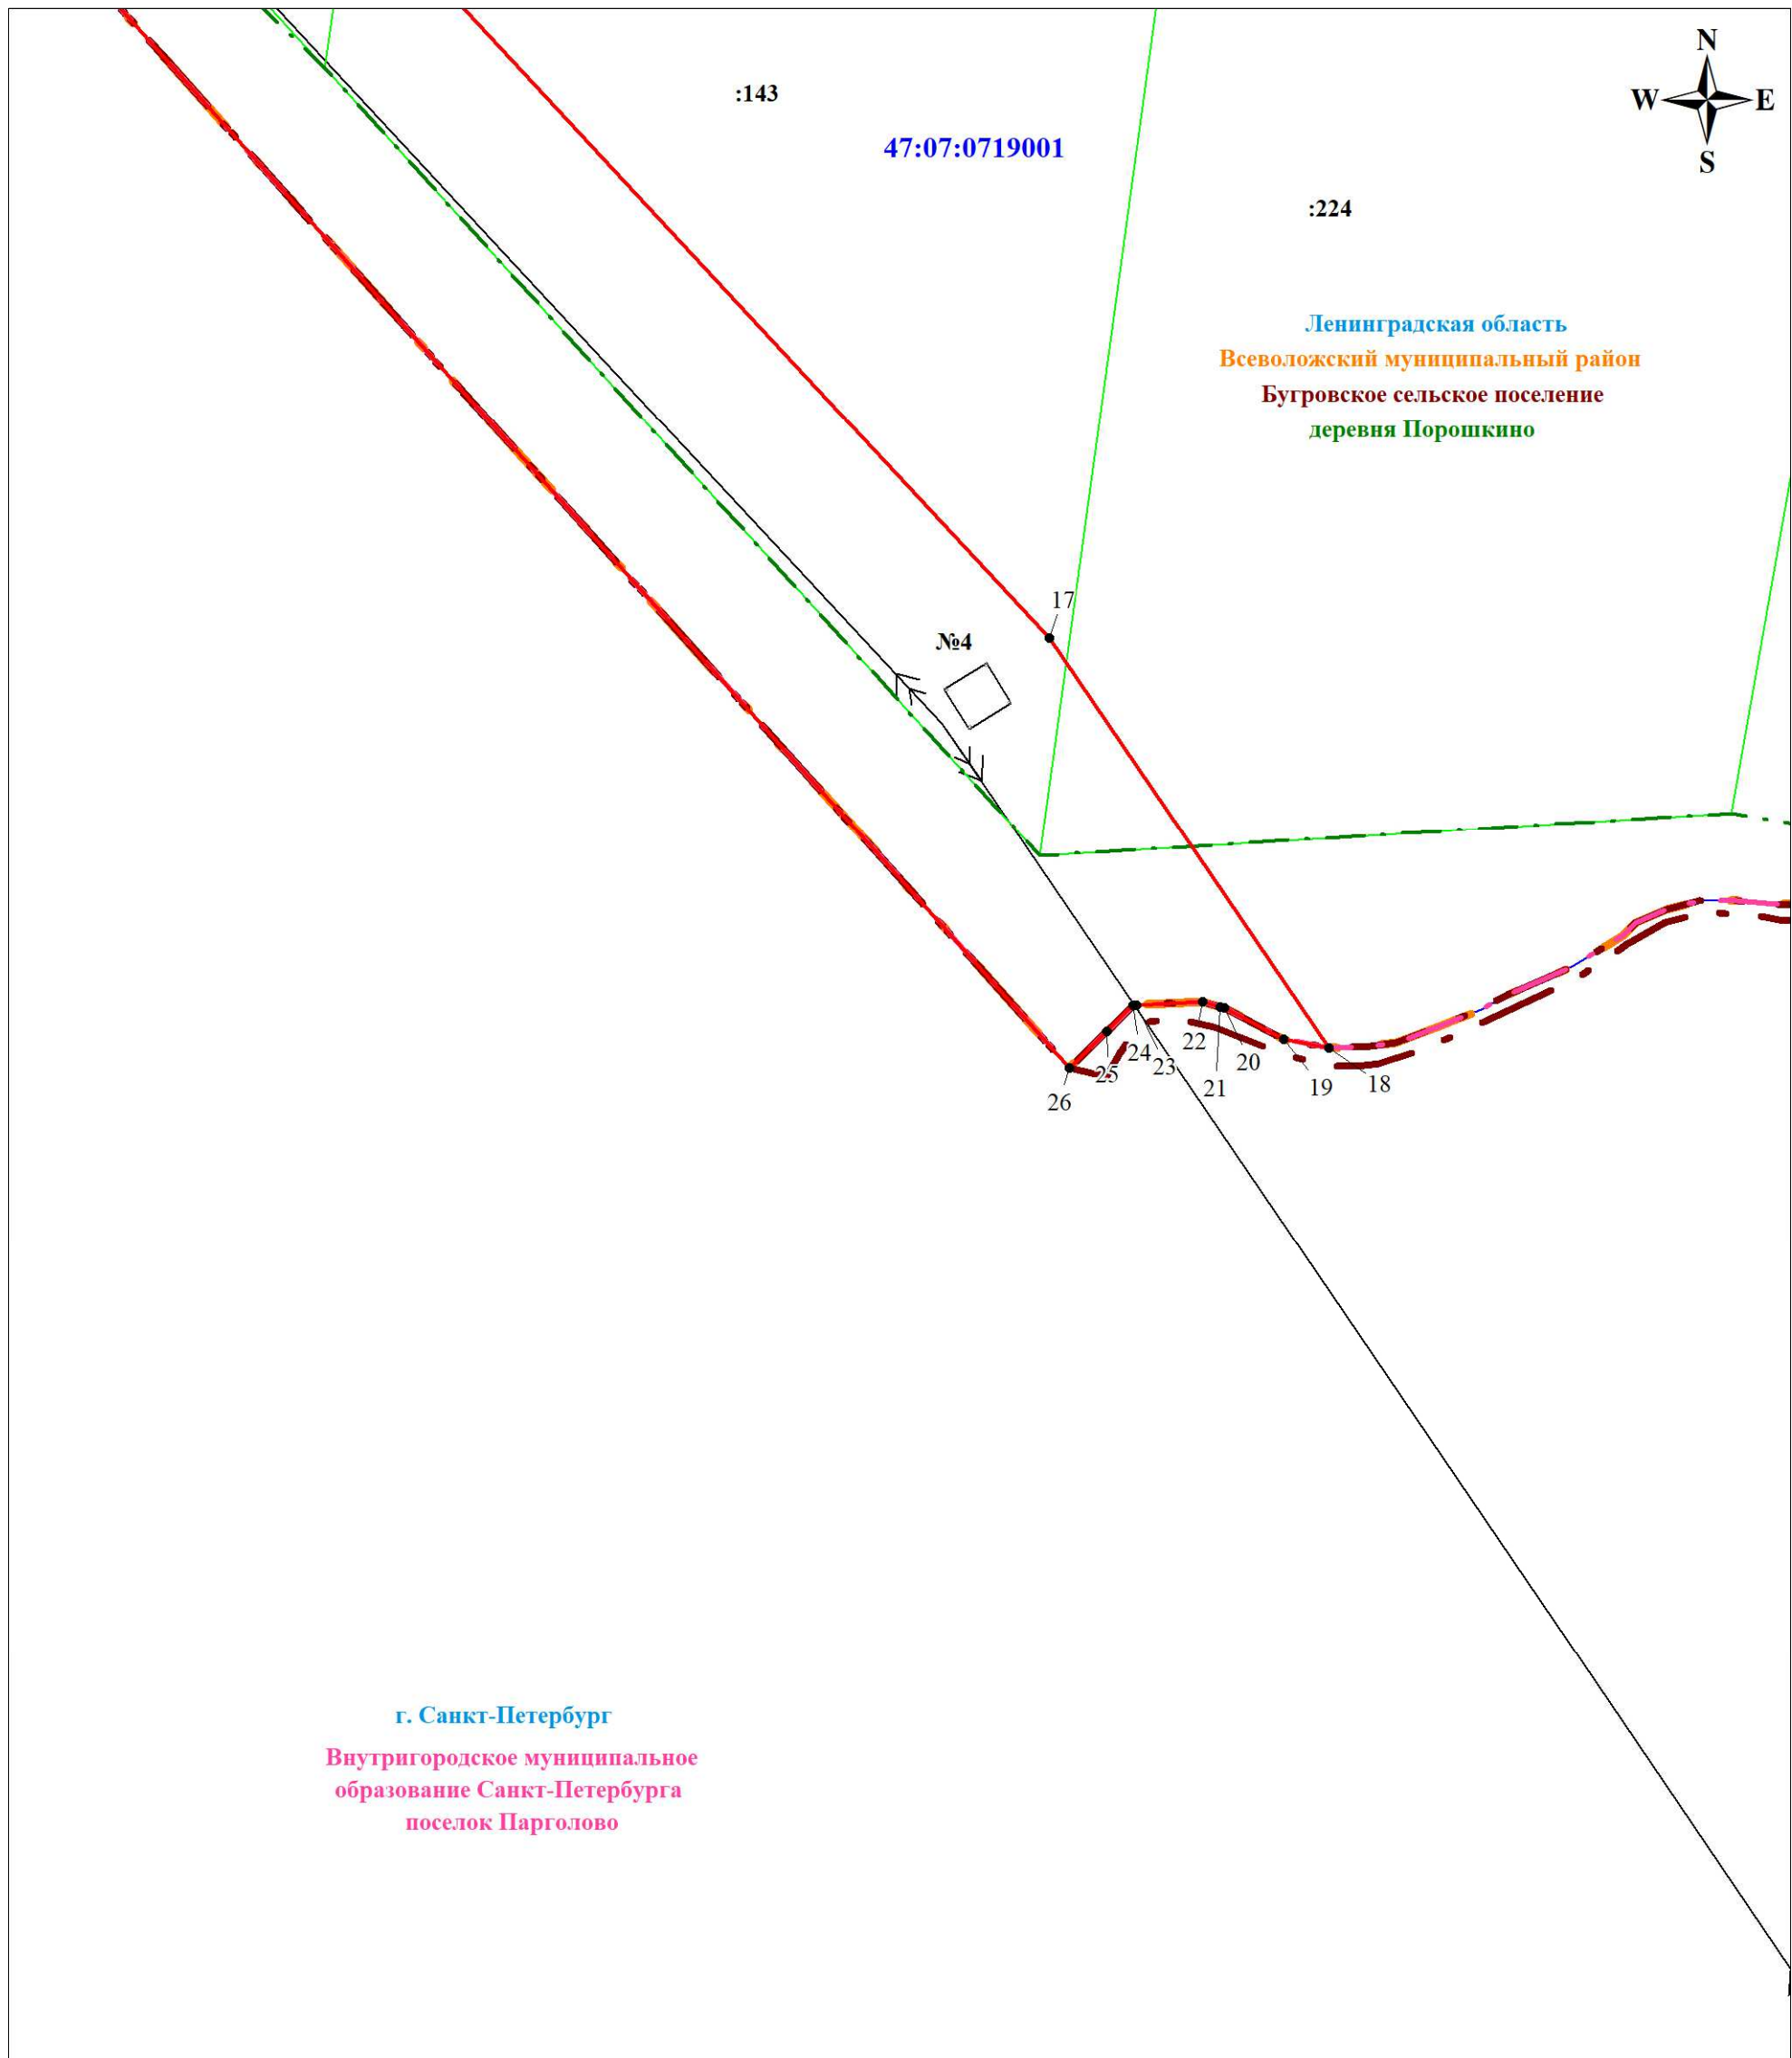 N
:143
W E
47:07:0719001
S
:224
Ленинградская область
Всеволожский муниципальный район
Бугровское сельское поселение
деревня Порошкино
17
№4
22
24
23
20
25
21
19
18
26
г. Санкт-Петербург
Внутригородское муниципальное
образование Санкт-Петербурга
поселок Парголово